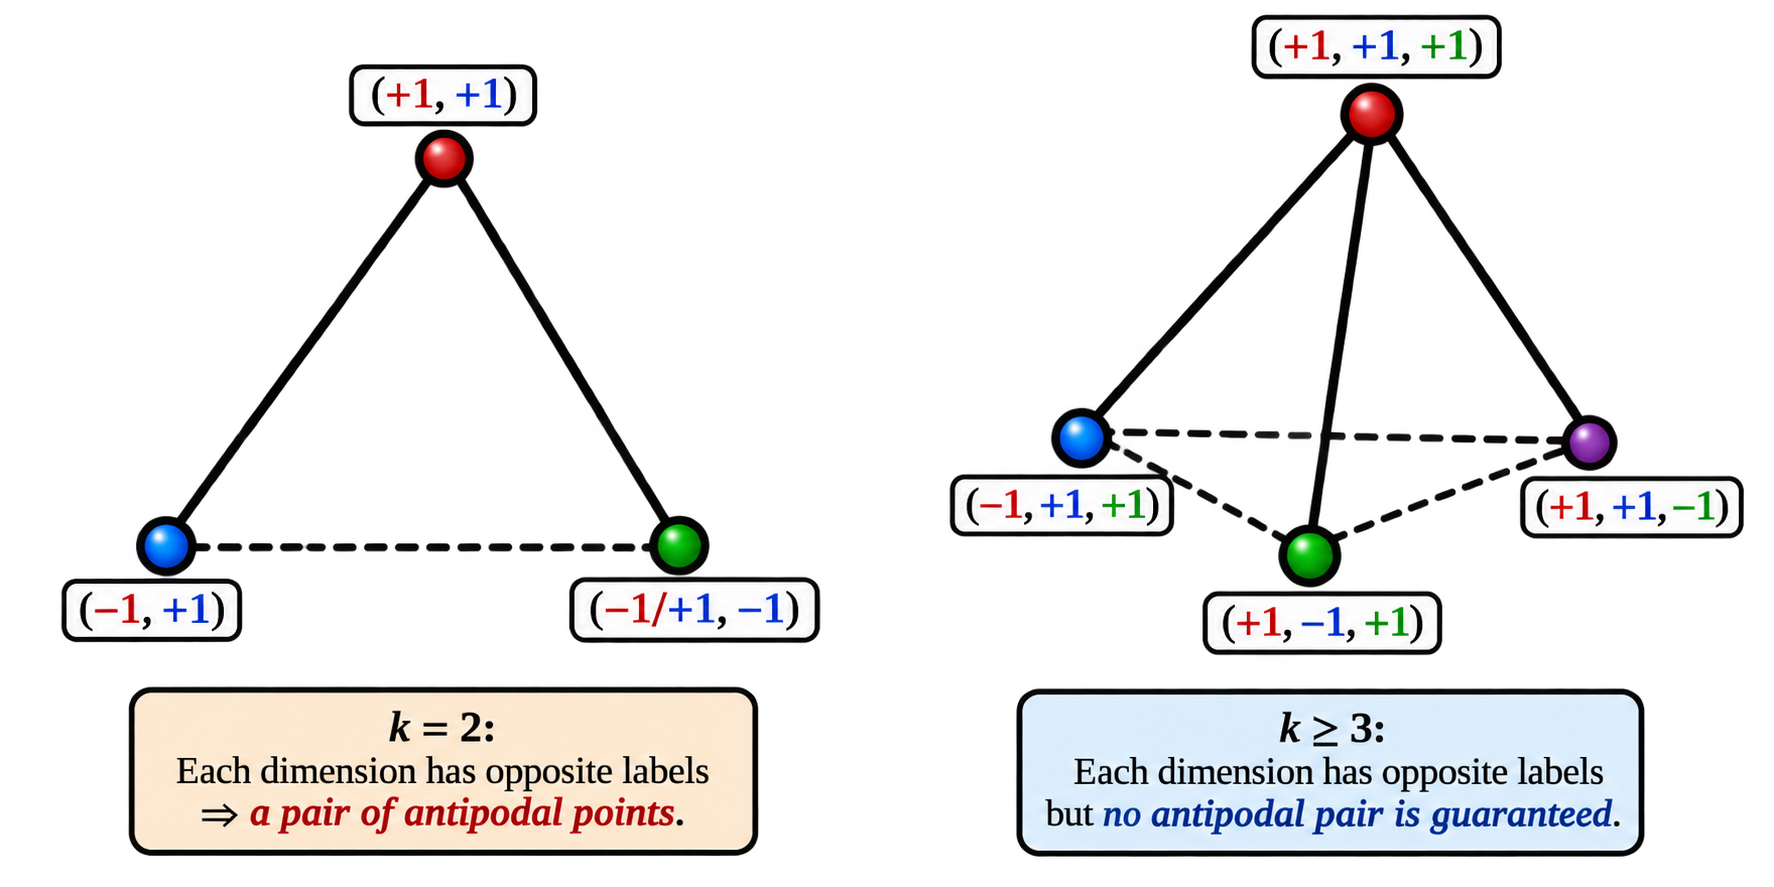 (+1, +1)
(−1, +1)
(−1/+1, −1)
k = 2:
Each dimension has opposite labels
⇒ a pair of antipodal points.
(+1, +1, +1)
(−1, +1, +1)
(+1, +1, −1)
(+1, −1, +1)
k ≥ 3:
Each dimension has opposite labels
but no antipodal pair is guaranteed.